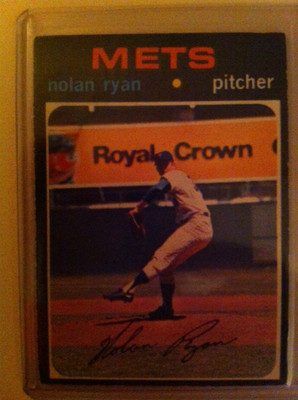 METS
nolan ryan • pitcher
Royal Crown
Nolan Ryan